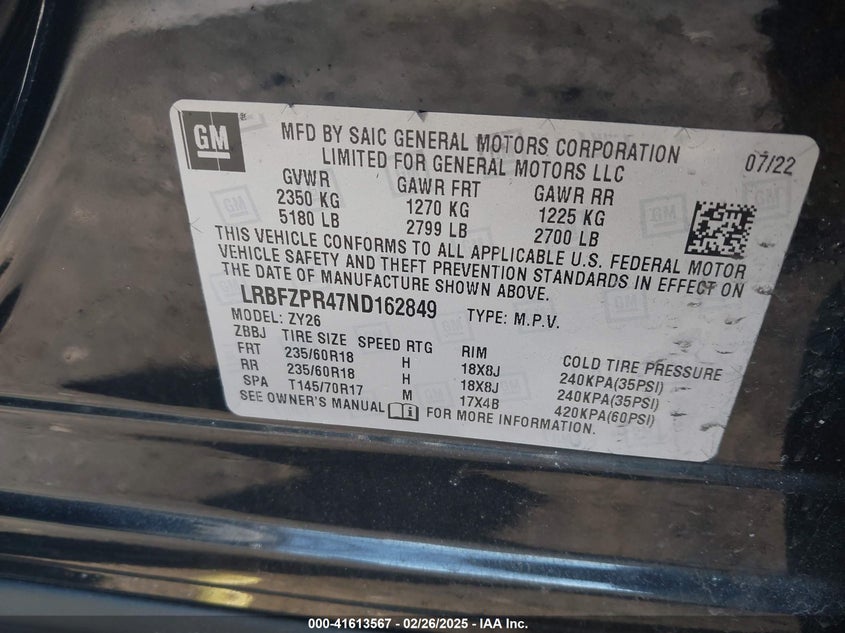 GM
MFD BY SAIC GENERAL MOTORS CORPORATION
LIMITED FOR GENERAL MOTORS LLC
07/22
GVWR GAWR FRT GAWR RR
2350 KG 1270 KG 1225 KG
5180 LB 2799 LB 2700 LB
THIS VEHICLE CONFORMS TO ALL APPLICABLE U.S. FEDERAL MOTOR
VEHICLE SAFETY AND THEFT PREVENTION STANDARDS IN EFFECT ON
THE DATE OF MANUFACTURE SHOWN ABOVE.
LRBFZPR47ND162849 TYPE: M.P.V.
MODEL: ZY26
ZBBJ TIRE SIZE SPEED RTG RIM COLD TIRE PRESSURE
FRT 235/60R18 H 18X8J 240KPA(35PSI)
RR 235/60R18 H 18X8J 240KPA(35PSI)
SPA T145/70R17 M 17X4B 420KPA(60PSI)
SEE OWNER'S MANUAL FOR MORE INFORMATION.
000-41613567 - 02/26/2025 - IAA Inc.